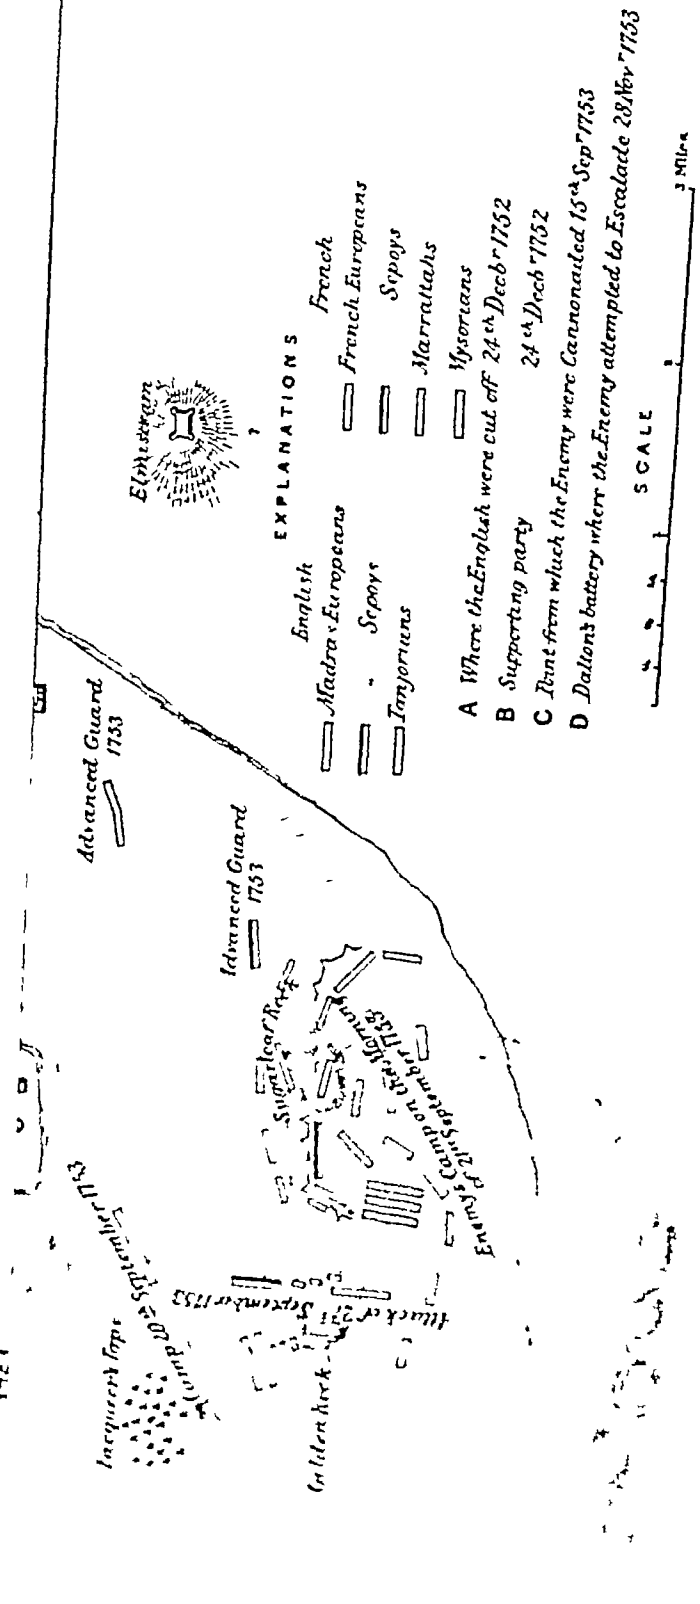 Elmiseram
EXPLANATIONS
English
Madras Europeans
" Sepoys
Tanjorians
French
French Europeans
Sepoys
Marrattahs
Mysorians
A Where the English were cut off 24th Decbr 1752
B Supporting party 24th Decbr 1752
C Point from which the Enemy were Cannonaded 15th Sepr 1753
D Dalton's battery where the Enemy attempted to Escalade 28 Novr 1753
SCALE
3 Miles
Advanced Guard
1753
Advanced Guard
1753
Sugarloaf Rock
Enemy's Camp on the Morning
of 21st September 1753
Camp 20th September 1753
Attack of 21st
September 1753
Golden Rock